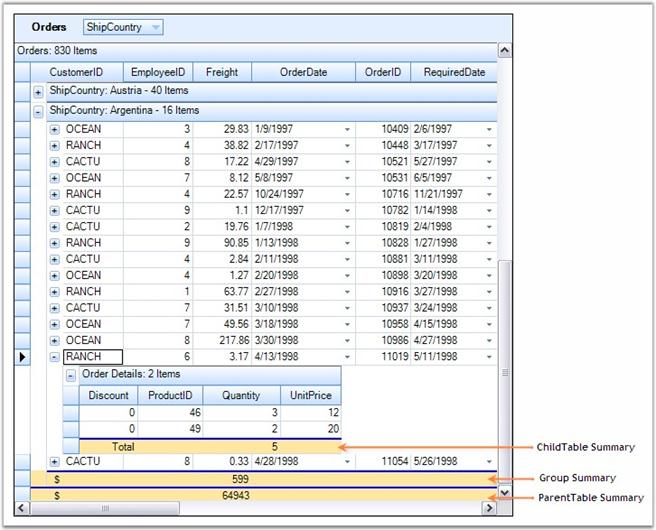 Orders ShipCountry
Orders: 830 Items
CustomerID EmployeeID Freight OrderDate OrderID RequiredDate
ShipCountry: Austria - 40 Items
ShipCountry: Argentina - 16 Items
OCEAN 3 29.83 1/9/1997 10409 2/6/1997
RANCH 4 38.82 2/17/1997 10448 3/17/1997
CACTU 8 17.22 4/29/1997 10521 5/27/1997
OCEAN 7 8.12 5/8/1997 10531 6/5/1997
RANCH 4 22.57 10/24/1997 10716 11/21/1997
CACTU 9 1.1 12/17/1997 10782 1/14/1998
CACTU 2 19.76 1/7/1998 10819 2/4/1998
RANCH 9 90.85 1/13/1998 10828 1/27/1998
CACTU 4 2.84 2/11/1998 10881 3/11/1998
OCEAN 4 1.27 2/20/1998 10898 3/20/1998
RANCH 1 63.77 2/27/1998 10916 3/27/1998
CACTU 7 31.51 3/10/1998 10937 3/24/1998
OCEAN 7 49.56 3/18/1998 10958 4/15/1998
OCEAN 8 217.86 3/30/1998 10986 4/27/1998
RANCH 6 3.17 4/13/1998 11019 5/11/1998
Order Details: 2 Items
Discount ProductID Quantity UnitPrice
0 46 3 12
0 49 2 20
Total 5 ChildTable Summary
CACTU 8 0.33 4/28/1998 11054 5/26/1998
$ 599 Group Summary
$ 64943 ParentTable Summary